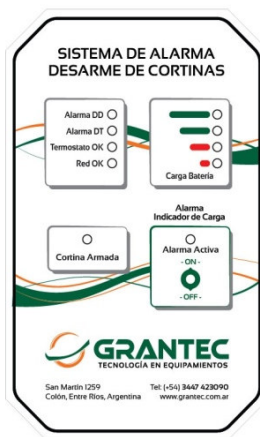 SISTEMA DE ALARMA
DESARME DE CORTINAS
Alarma DD
Alarma DT
Termostato OK
Red OK
Carga Batería
Alarma
Indicador de Carga
Cortina Armada
Alarma Activa
- ON -
- OFF -
GRANTEC
TECNOLOGÍA EN EQUIPAMIENTOS
San Martín 1259
Colón, Entre Ríos, Argentina
Tel: (+54) 3447 423090
www.grantec.com.ar